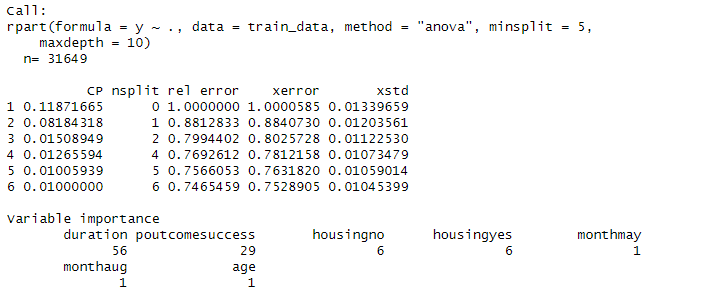 Call:
rpart(formula = y ~ ., data = train_data, method = "anova", minsplit = 5,
    maxdepth = 10)
  n= 31649
          CP nsplit rel error    xerror       xstd
1 0.11871665      0 1.0000000 1.0000585 0.01339659
2 0.08184318      1 0.8812833 0.8840730 0.01203561
3 0.01508949      2 0.7994402 0.8025728 0.01122530
4 0.01265594      4 0.7692612 0.7812158 0.01073479
5 0.01005939      5 0.7566053 0.7631820 0.01059014
6 0.01000000      6 0.7465459 0.7528905 0.01045399
Variable importance
       duration poutcomesuccess       housingno      housingyes        monthmay
             56              29               6               6               1
       monthaug             age
              1               1